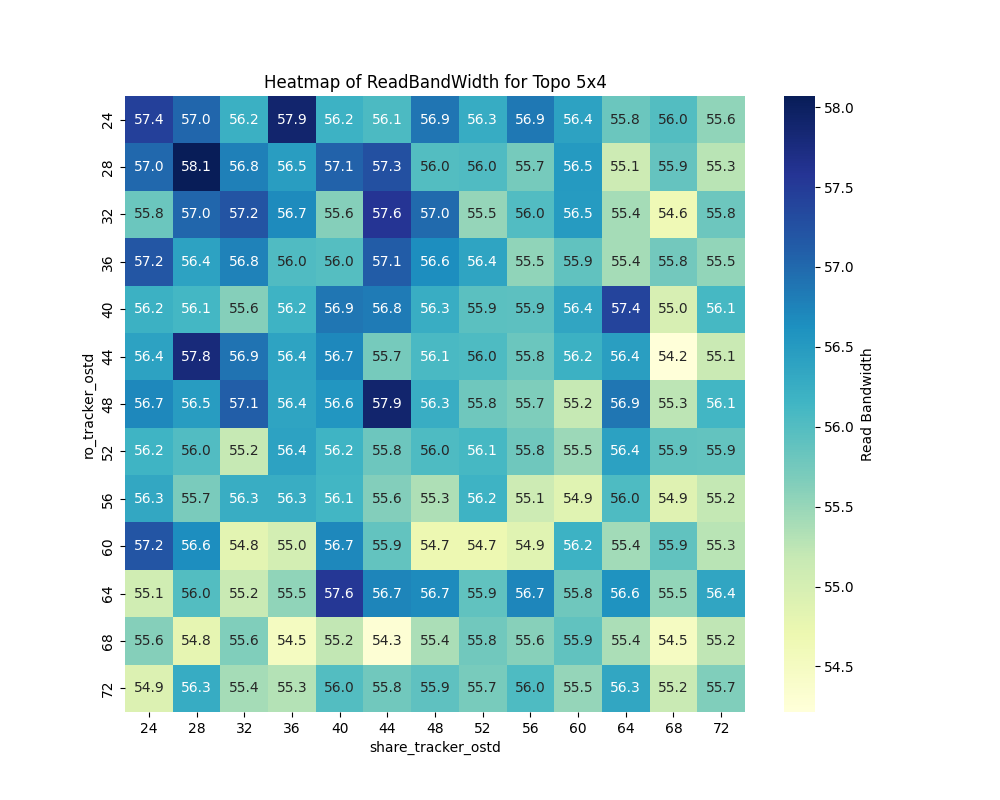 Heatmap of ReadBandWidth for Topo 5x4
24 57.4 57.0 56.2 57.9 56.2 56.1 56.9 56.3 56.9 56.4 55.8 56.0 55.6
28 57.0 58.1 56.8 56.5 57.1 57.3 56.0 56.0 55.7 56.5 55.1 55.9 55.3
32 55.8 57.0 57.2 56.7 55.6 57.6 57.0 55.5 56.0 56.5 55.4 54.6 55.8
36 57.2 56.4 56.8 56.0 56.0 57.1 56.6 56.4 55.5 55.9 55.4 55.8 55.5
40 56.2 56.1 55.6 56.2 56.9 56.8 56.3 55.9 55.9 56.4 57.4 55.0 56.1
44 56.4 57.8 56.9 56.4 56.7 55.7 56.1 56.0 55.8 56.2 56.4 54.2 55.1
48 56.7 56.5 57.1 56.4 56.6 57.9 56.3 55.8 55.7 55.2 56.9 55.3 56.1
52 56.2 56.0 55.2 56.4 56.2 55.8 56.0 56.1 55.8 55.5 56.4 55.9 55.9
56 56.3 55.7 56.3 56.3 56.1 55.6 55.3 56.2 55.1 54.9 56.0 54.9 55.2
60 57.2 56.6 54.8 55.0 56.7 55.9 54.7 54.7 54.9 56.2 55.4 55.9 55.3
64 55.1 56.0 55.2 55.5 57.6 56.7 56.7 55.9 56.7 55.8 56.6 55.5 56.4
68 55.6 54.8 55.6 54.5 55.2 54.3 55.4 55.8 55.6 55.9 55.4 54.5 55.2
72 54.9 56.3 55.4 55.3 56.0 55.8 55.9 55.7 56.0 55.5 56.3 55.2 55.7
24 28 32 36 40 44 48 52 56 60 64 68 72
share_tracker_ostd
ro_tracker_ostd
58.0
57.5
57.0
56.5
56.0
55.5
55.0
54.5
Read Bandwidth